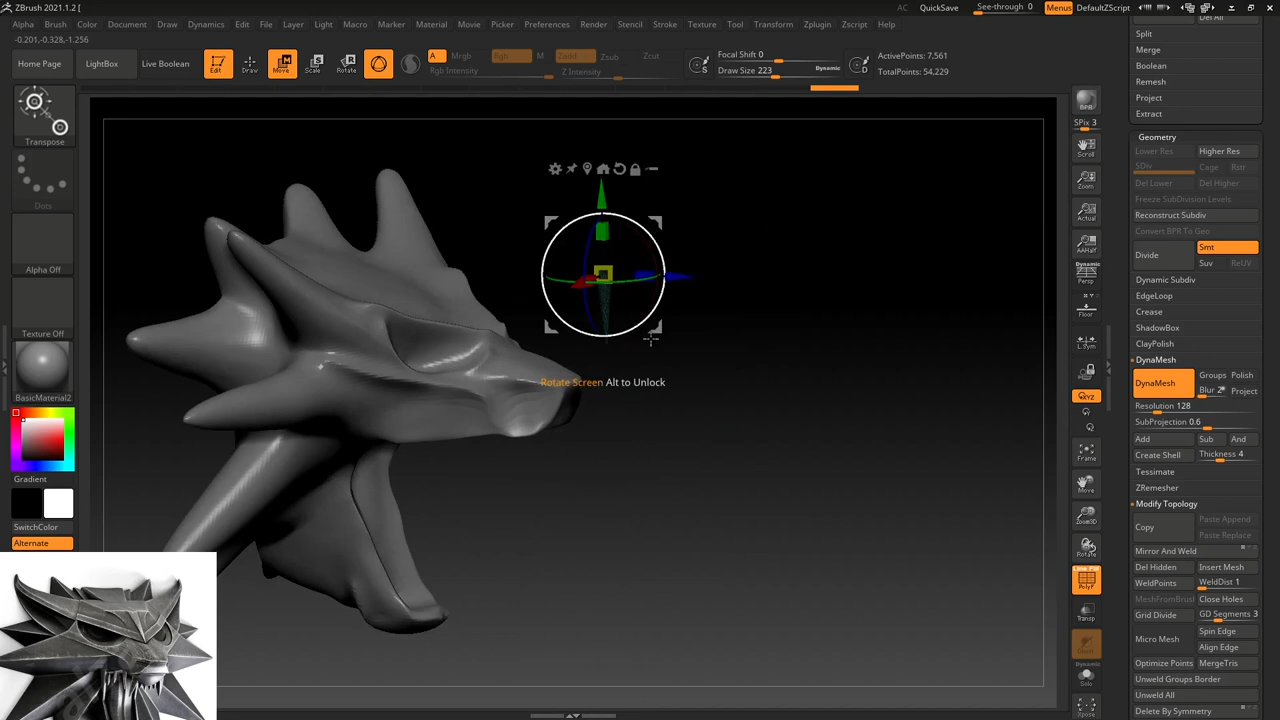 ZBrush 2021.1.2 [
AC QuickSave See-through 0 Menus DefaultZScript
Alpha Brush Color Document Draw Dynamics Edit File Layer Light Macro Marker Material Movie Picker Preferences Render Stencil Stroke Texture Tool Transform Zplugin Zscript Help
-0.201,-0.328,-1.256
Home Page LightBox Live Boolean Edit Draw Move Scale Rotate
A Mrgb Rgb M Zadd Zsub Zcut
Rgb Intensity Z Intensity
Focal Shift 0
Draw Size 223 Dynamic
S
D
ActivePoints: 7,561
TotalPoints: 54,229
Transpose
Dots
Alpha Off
Texture Off
BasicMaterial2
Gradient
SwitchColor
Alternate
Rotate Screen Alt to Unlock
BPR
SPix 3
Scroll
Zoom
Actual
AAHalf
Dynamic
Persp
Floor
L.Sym
XYZ
Frame
Move
Zoom3D
Rotate
Line Fill
PolyF
Transp
Dynamic
Solo
Xpose
Del All
Split
Merge
Boolean
Remesh
Project
Extract
Geometry
Lower Res Higher Res
SDiv Cage Rstr
Del Lower Del Higher
Freeze SubDivision Levels
Reconstruct Subdiv
Convert BPR To Geo
Divide Smt
Suv ReUV
Dynamic Subdiv
EdgeLoop
Crease
ShadowBox
ClayPolish
DynaMesh
DynaMesh Groups Polish
Blur 2 Project
Resolution 128
SubProjection 0.6
Add Sub And
Create Shell Thickness 4
Tessimate
ZRemesher
Modify Topology
Copy Paste Append
Paste Replace
Mirror And Weld
Del Hidden Insert Mesh
WeldPoints WeldDist 1
MeshFromBrush Close Holes
Grid Divide GD Segments 3
Micro Mesh Spin Edge
Align Edge
Optimize Points MergeTris
Unweld Groups Border
Unweld All
Delete By Symmetry